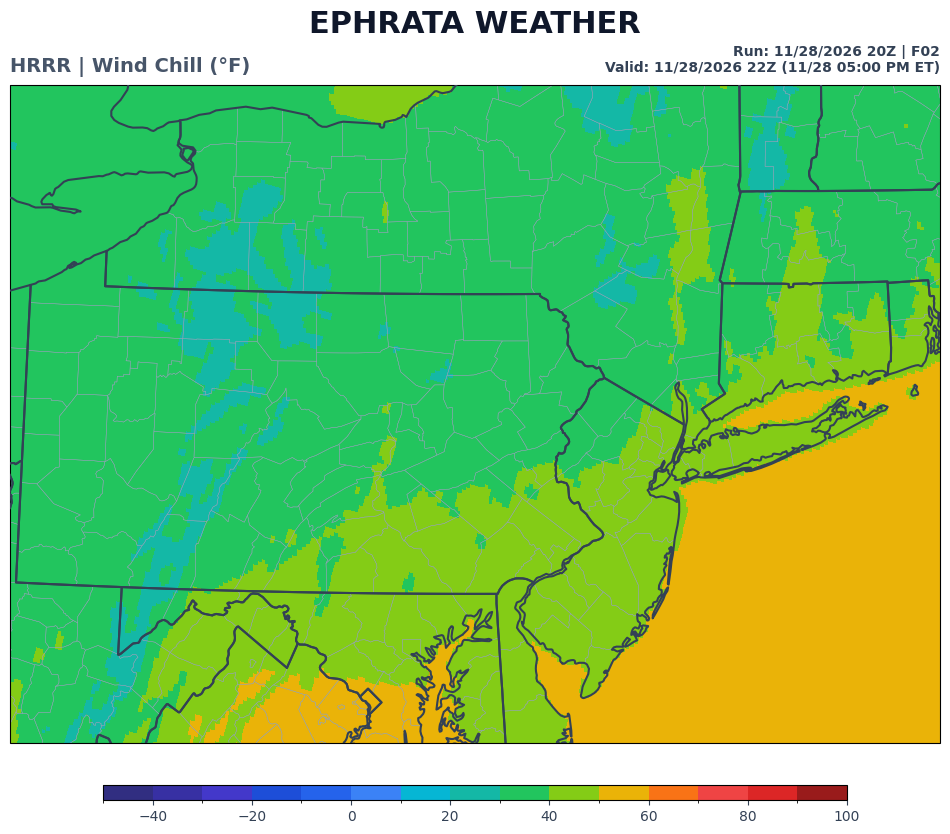 EPHRATA WEATHER
HRRR | Wind Chill (°F)
Run: 11/28/2026 20Z | F02
Valid: 11/28/2026 22Z (11/28 05:00 PM ET)
−40 −20 0 20 40 60 80 100